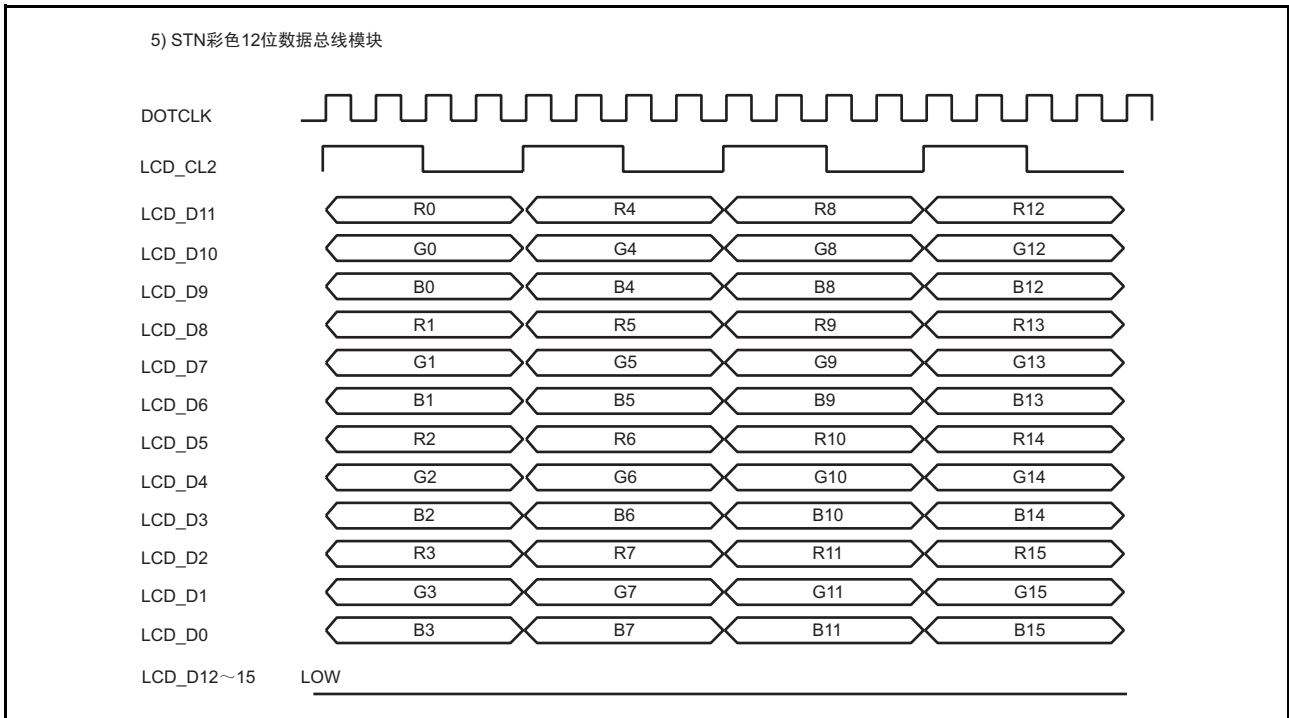 5) STN彩色12位数据总线模块
DOTCLK
LCD_CL2
LCD_D11 R0 R4 R8 R12
LCD_D10 G0 G4 G8 G12
LCD_D9 B0 B4 B8 B12
LCD_D8 R1 R5 R9 R13
LCD_D7 G1 G5 G9 G13
LCD_D6 B1 B5 B9 B13
LCD_D5 R2 R6 R10 R14
LCD_D4 G2 G6 G10 G14
LCD_D3 B2 B6 B10 B14
LCD_D2 R3 R7 R11 R15
LCD_D1 G3 G7 G11 G15
LCD_D0 B3 B7 B11 B15
LCD_D12～15 LOW